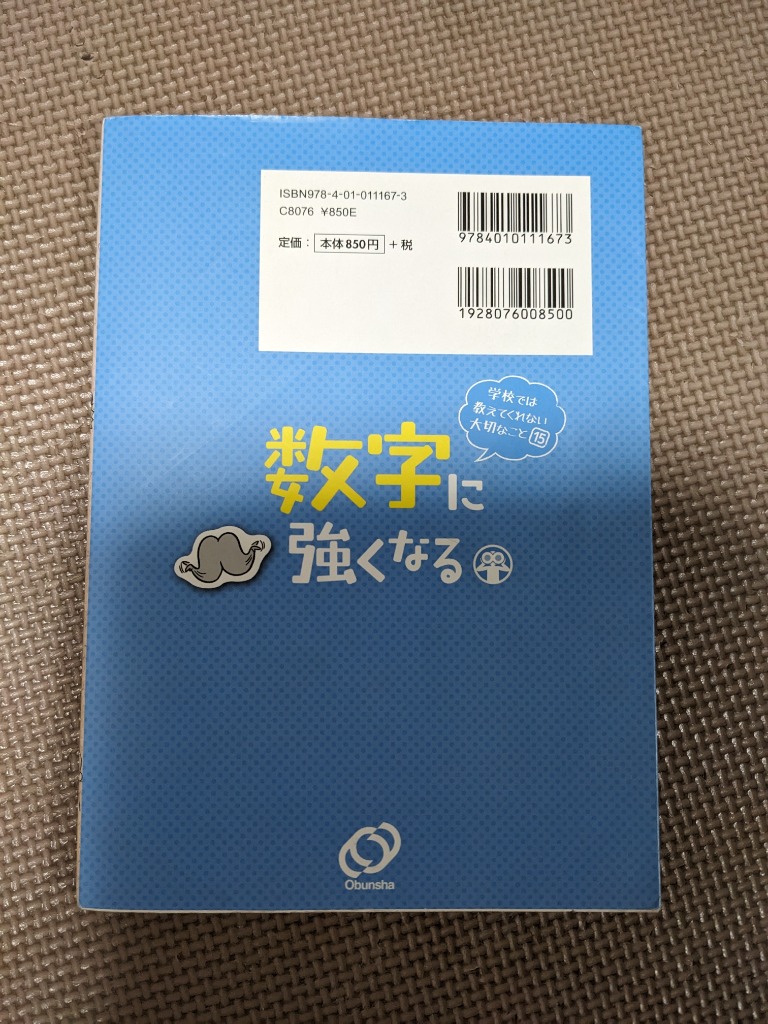 ISBN978-4-01-011167-3
C8076 ¥850E
定価：本体850円＋税
9784010111673
1928076008500
学校では
教えてくれない
大切なこと 15
数字に
強くなる
Obunsha